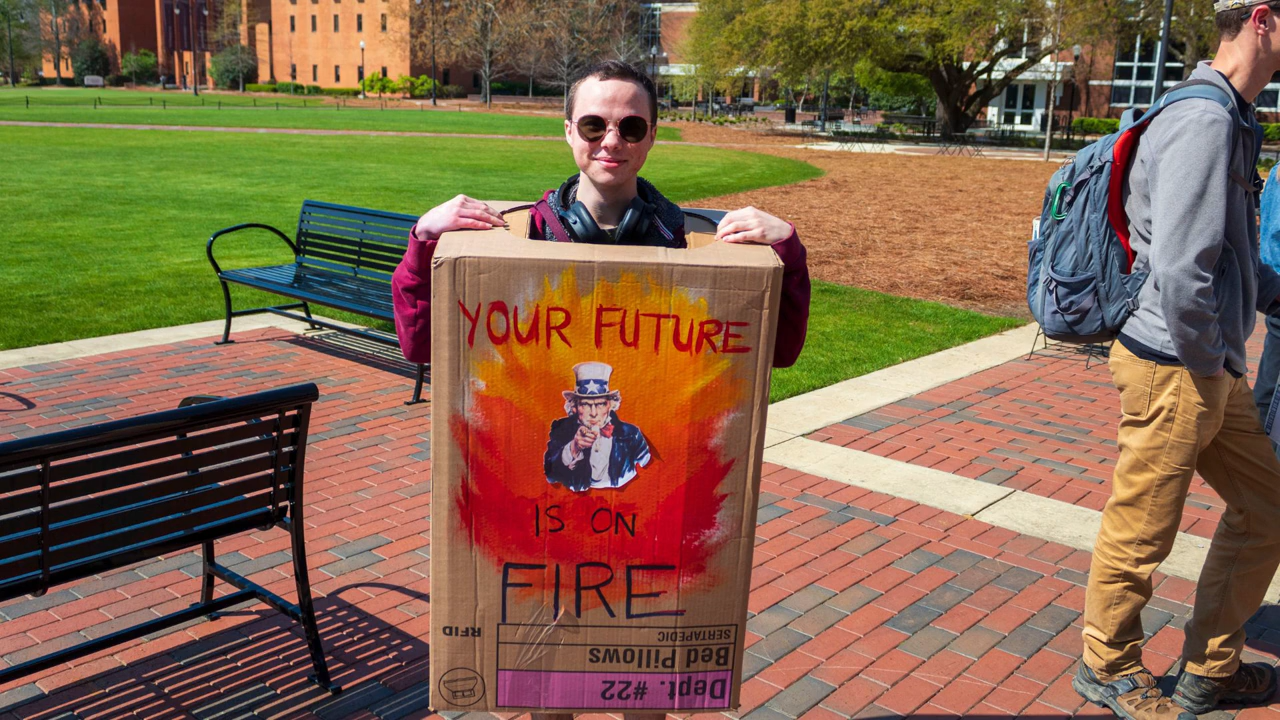 YOUR FUTURE
IS ON
FIRE
RFID
SERTAPEDIC
Bed Pillows
Dept. #22